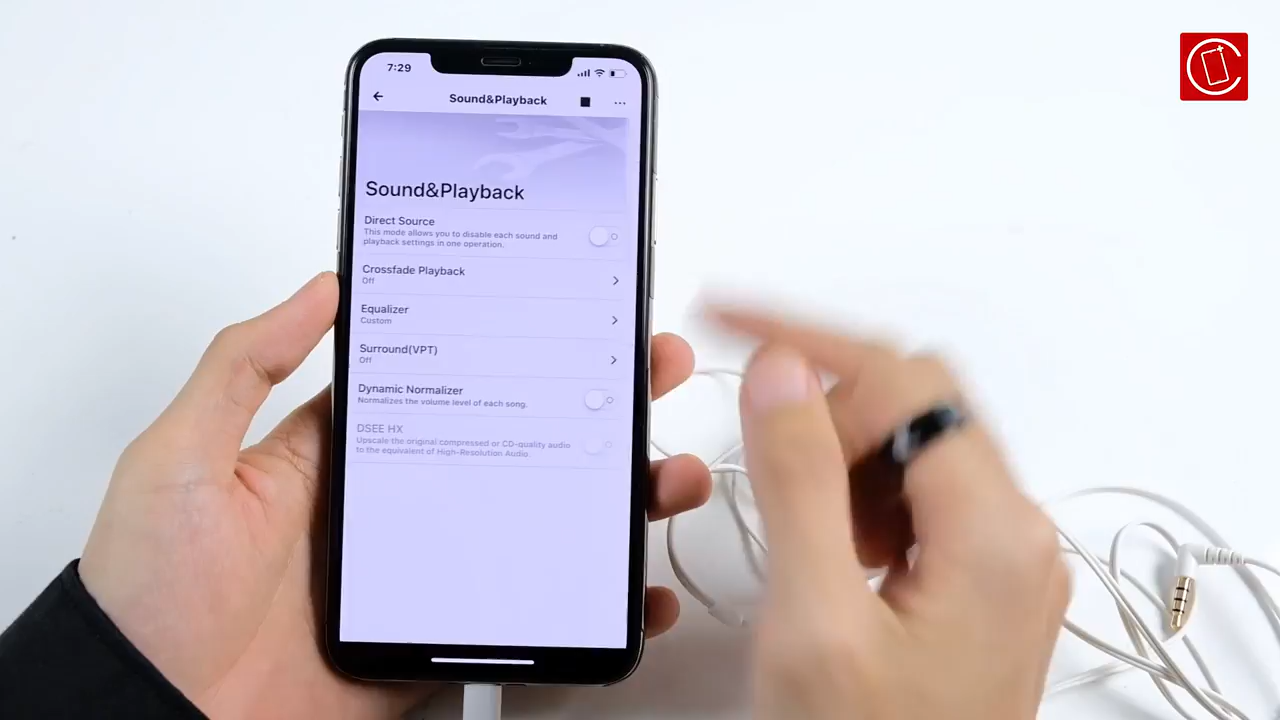 7:29
Sound&Playback
Sound&Playback
Direct Source
This mode allows you to disable each sound and
playback settings in one operation.
Crossfade Playback
Off
Equalizer
Custom
Surround(VPT)
Off
Dynamic Normalizer
Normalizes the volume level of each song.
DSEE HX
Upscale the original compressed or CD-quality audio
to the equivalent of High-Resolution Audio.